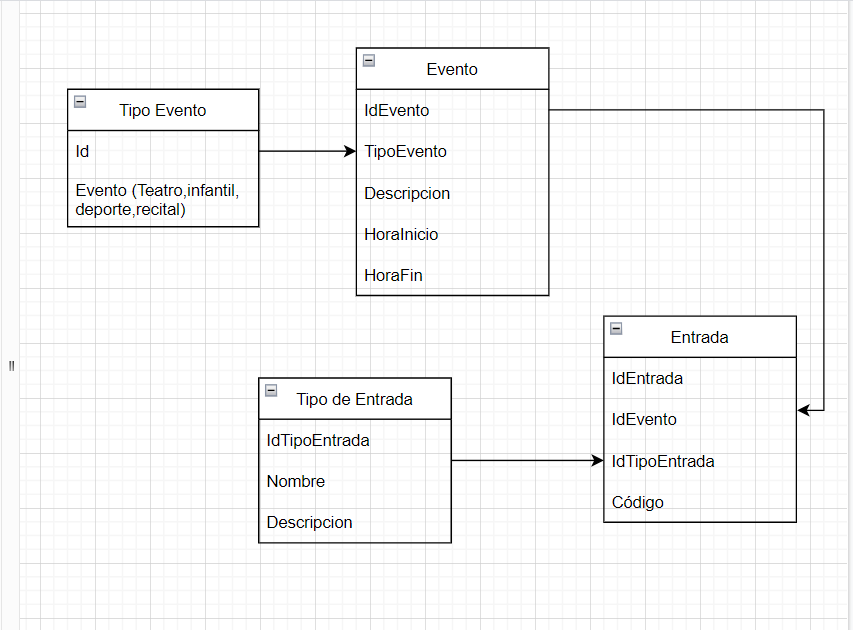 Tipo Evento
Id
Evento (Teatro,infantil,
deporte,recital)
Evento
IdEvento
TipoEvento
Descripcion
HoraInicio
HoraFin
Tipo de Entrada
IdTipoEntrada
Nombre
Descripcion
Entrada
IdEntrada
IdEvento
IdTipoEntrada
Código